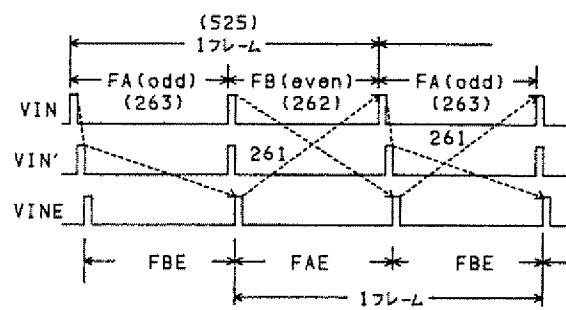 (525)
1フレーム
FA(odd) FB(even) FA(odd)
(263) (262) (263)
VIN
261 261
VIN'
VINE
FBE FAE FBE
1フレーム